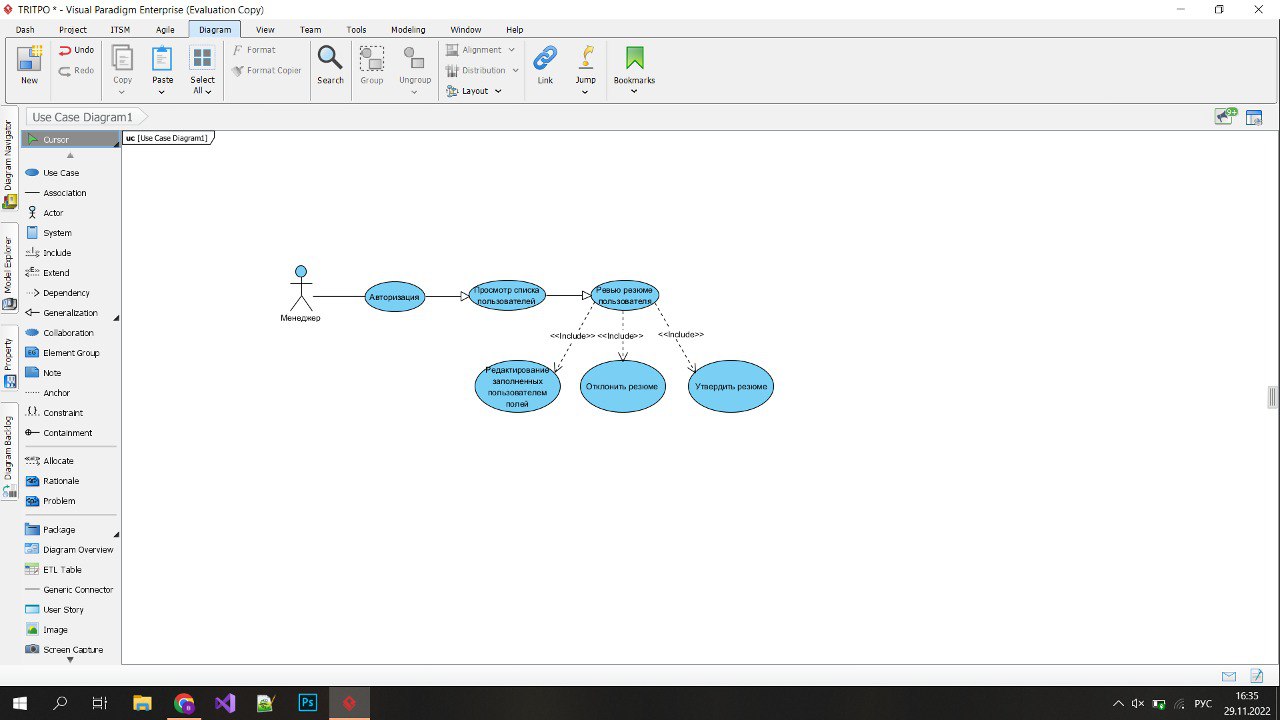 TRITPO * - Visual Paradigm Enterprise (Evaluation Copy)
Dash Project ITSM Agile Diagram View Team Tools Modeling Window Help
New
Undo
Redo
Copy
Paste
Select All
Format
Format Copier
Search
Group
Ungroup
Alignment
Distribution
Layout
Link
Jump
Bookmarks
Use Case Diagram1
9+
Diagram Navigator
Model Explorer
Property
Diagram Backlog
Cursor
Use Case
Association
Actor
System
Include
Extend
Dependency
Generalization
Collaboration
Element Group
Note
Anchor
Constraint
Containment
Allocate
Rationale
Problem
Package
Diagram Overview
ETL Table
Generic Connector
User Story
Image
Screen Capture
uc [Use Case Diagram1]
Менеджер
Авторизация
Просмотр списка
пользователей
Ревью резюме
пользователя
<<Include>> <<Include>> <<Include>>
Редактирование
заполненных
пользователем
полей
Отклонить резюме
Утвердить резюме
Ps
РУС
16:35
29.11.2022